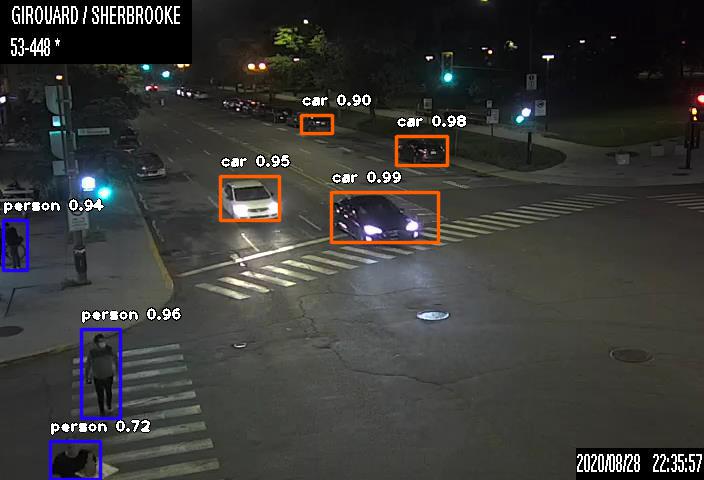 GIROUARD / SHERBROOKE
53-448 *
car 0.90
car 0.98
car 0.95
car 0.99
person 0.94
person 0.96
person 0.72
2020/08/28 22:35:57